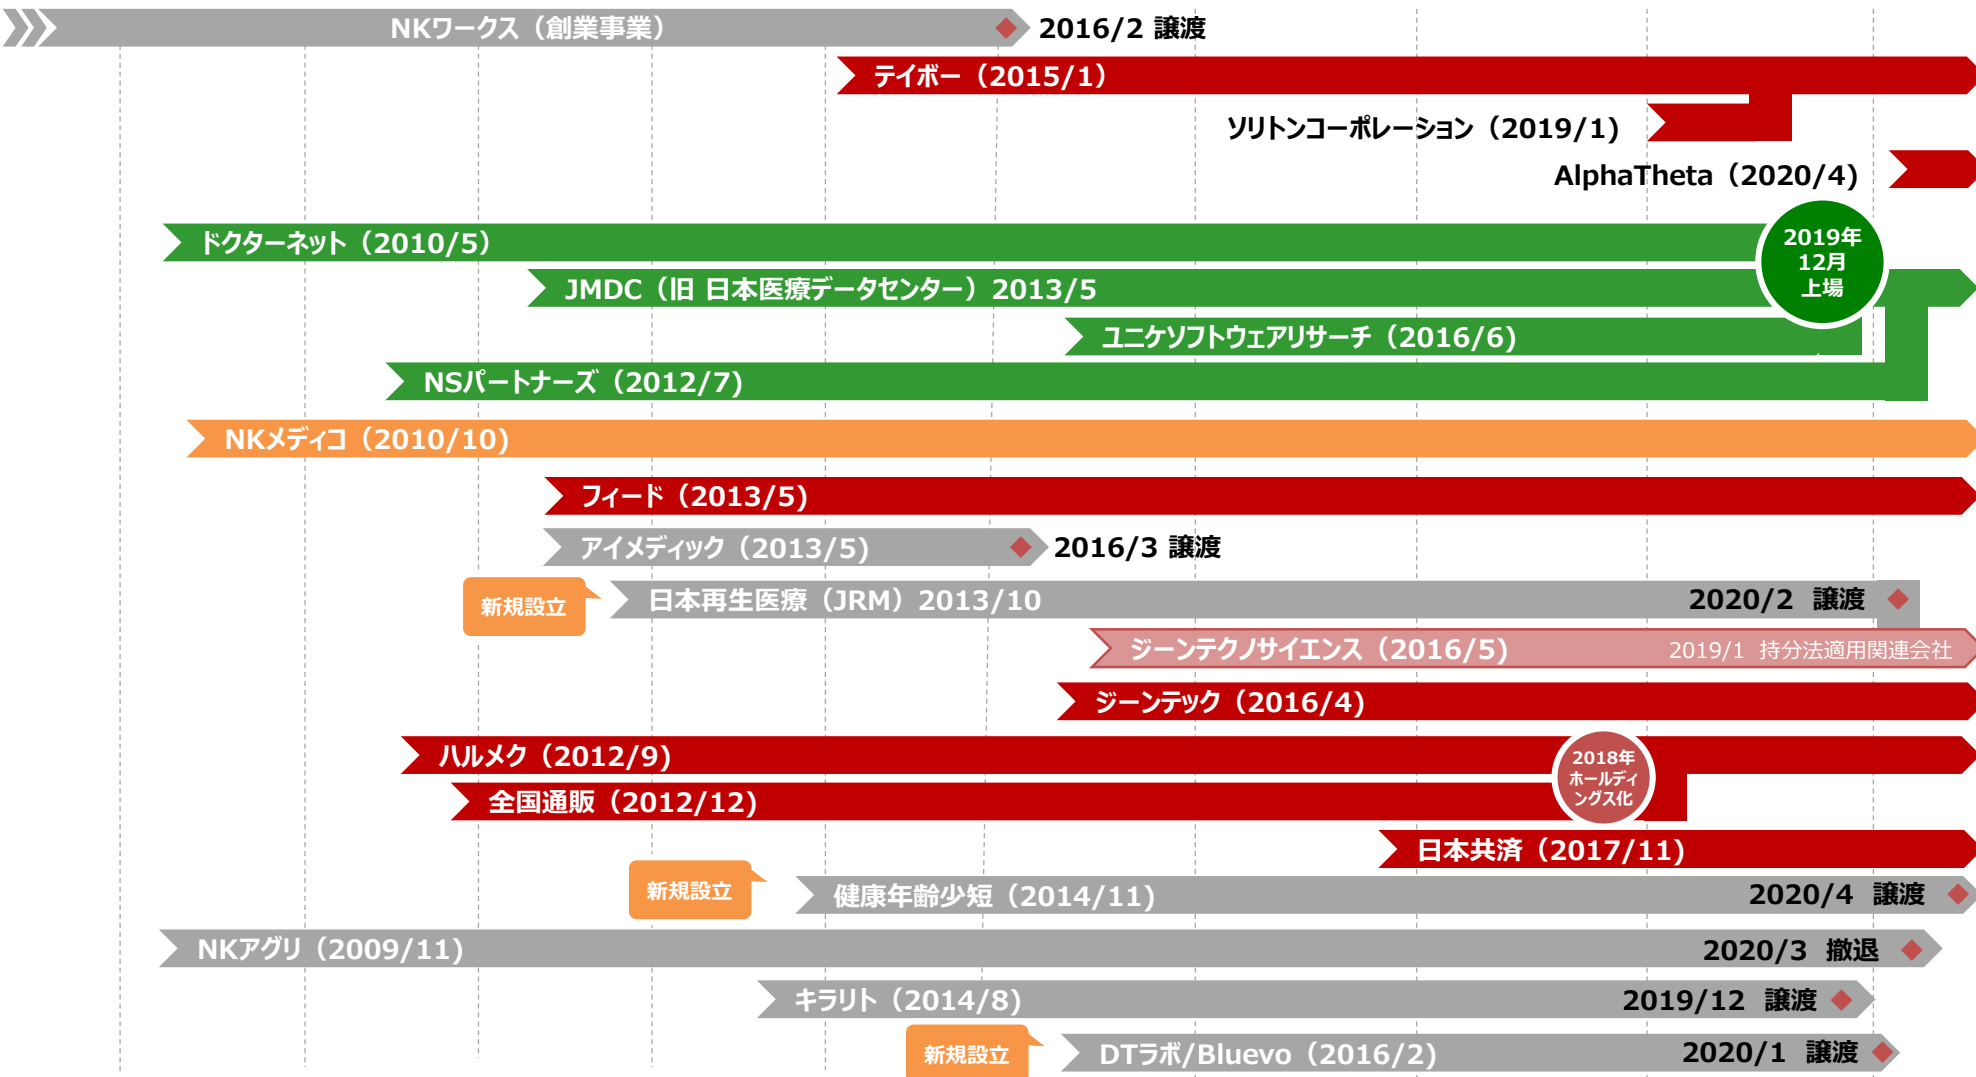 NKワークス（創業事業）
2016/2 譲渡
テイボー（2015/1）
ソリトンコーポレーション（2019/1）
AlphaTheta（2020/4）
ドクターネット（2010/5）
2019年
12月
上場
JMDC（旧 日本医療データセンター）2013/5
ユニケソフトウェアリサーチ（2016/6）
NSパートナーズ（2012/7）
NKメディコ（2010/10）
フィード（2013/5）
アイメディック（2013/5）
2016/3 譲渡
新規設立
日本再生医療（JRM）2013/10
2020/2 譲渡
ジーンテクノサイエンス（2016/5）
2019/1 持分法適用関連会社
ジーンテック（2016/4）
ハルメク（2012/9）
2018年
ホールディ
ングス化
全国通販（2012/12）
日本共済（2017/11）
新規設立
健康年齢少短（2014/11）
2020/4 譲渡
NKアグリ（2009/11）
2020/3 撤退
キラリト（2014/8）
2019/12 譲渡
新規設立
DTラボ/Bluevo（2016/2）
2020/1 譲渡